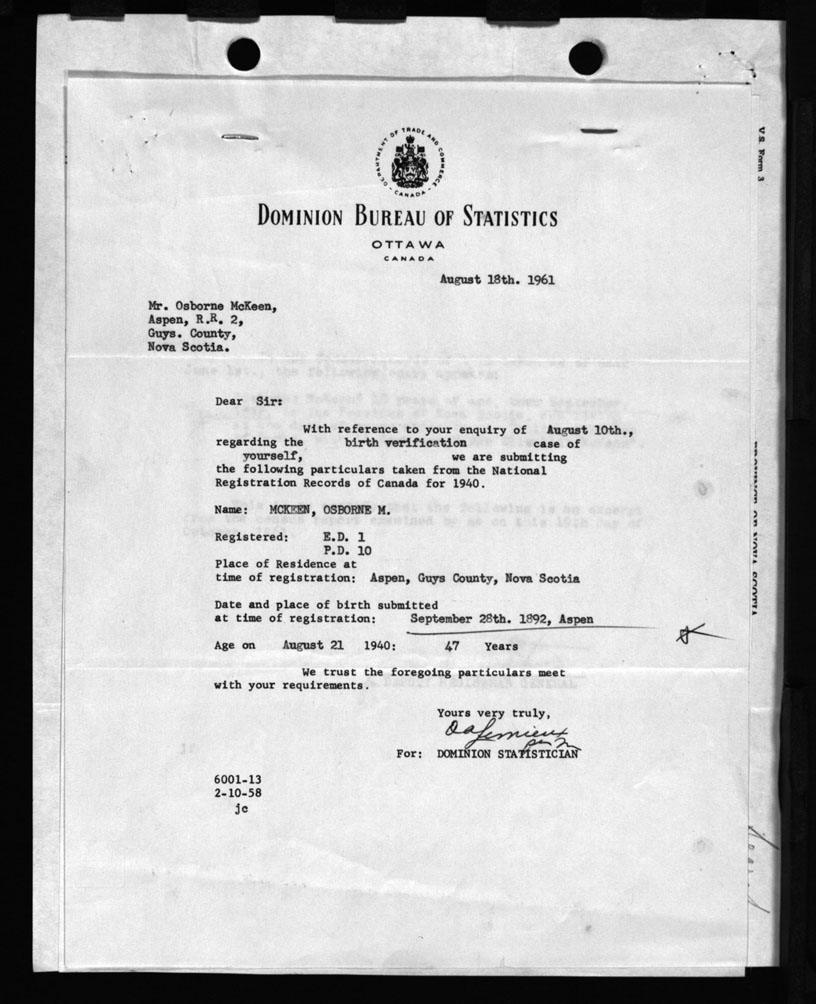 DEPARTMENT OF TRADE AND COMMERCE
CANADA
DOMINION BUREAU OF STATISTICS
OTTAWA
CANADA
August 18th. 1961
V.S. Form 3
Mr. Osborne McKeen,
Aspen, R.R. 2,
Guys. County,
Nova Scotia.
Dear Sir:
With reference to your enquiry of August 10th.,
regarding the birth verification case of
yourself, we are submitting
the following particulars taken from the National
Registration Records of Canada for 1940.
Name: MCKEEN, OSBORNE M.
Registered: E.D. 1
P.D. 10
Place of Residence at
time of registration: Aspen, Guys County, Nova Scotia
Date and place of birth submitted
at time of registration: September 28th. 1892, Aspen
Age on August 21 1940: 47 Years
We trust the foregoing particulars meet
with your requirements.
Yours very truly,
For: DOMINION STATISTICIAN
6001-13
2-10-58
jc